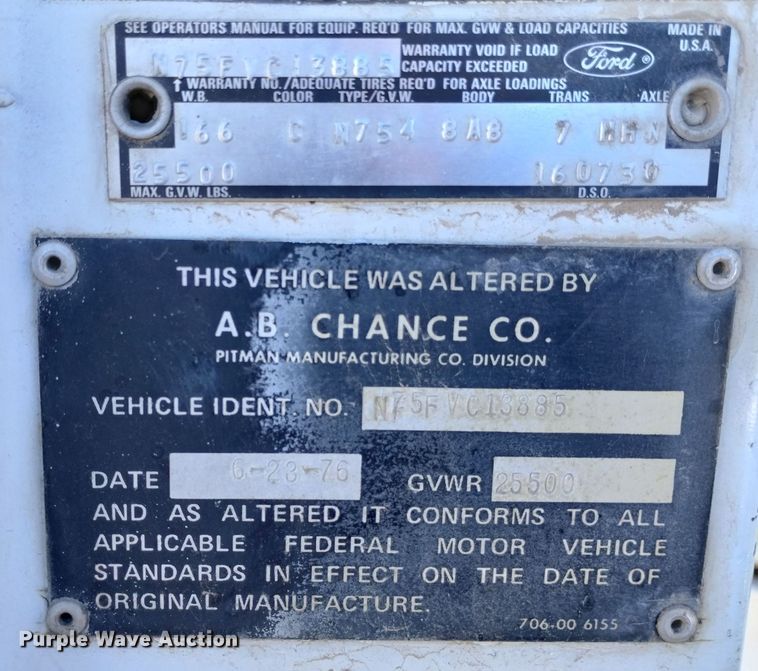 SEE OPERATORS MANUAL FOR EQUIP. REQ'D FOR MAX. GVW & LOAD CAPACITIES MADE IN U.S.A.
N75FVC13885 WARRANTY VOID IF LOAD CAPACITY EXCEEDED Ford
↑ WARRANTY NO./ADEQUATE TIRES REQ'D FOR AXLE LOADINGS
W.B. COLOR TYPE/G.V.W. BODY TRANS AXLE
166 C N754 8A8 7
25500 160730
MAX. G.V.W. LBS. D.S.O.
THIS VEHICLE WAS ALTERED BY
A.B. CHANCE CO.
PITMAN MANUFACTURING CO. DIVISION
VEHICLE IDENT. NO. N75FVC13885
DATE 6-23-76 GVWR 25500
AND AS ALTERED IT CONFORMS TO ALL
APPLICABLE FEDERAL MOTOR VEHICLE
STANDARDS IN EFFECT ON THE DATE OF
ORIGINAL MANUFACTURE.
706-00 6155
Purple Wave Auction